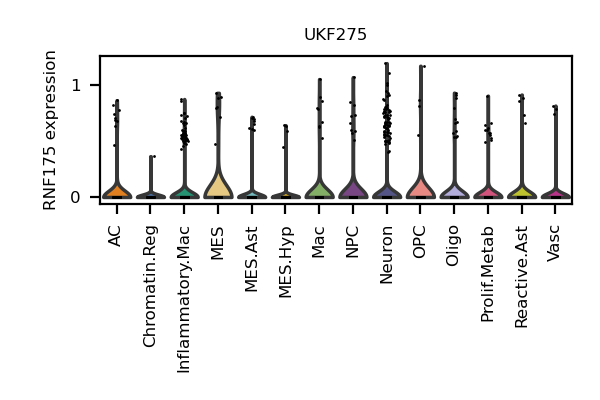 UKF275
RNF175 expression
1
0
AC
Chromatin.Reg
Inflammatory.Mac
MES
MES.Ast
MES.Hyp
Mac
NPC
Neuron
OPC
Oligo
Prolif.Metab
Reactive.Ast
Vasc